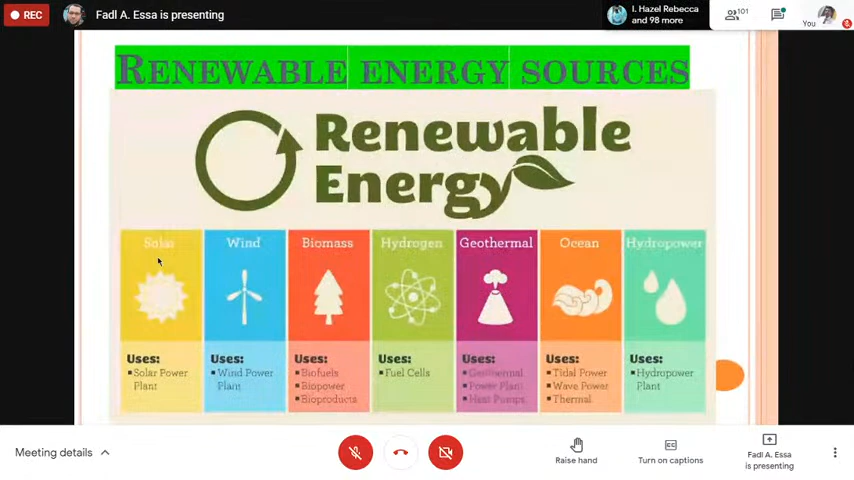 REC
Fadl A. Essa is presenting
I. Hazel Rebecca
and 98 more
101
You
RENEWABLE ENERGY SOURCES
Renewable
Energy
Solar
Wind
Biomass
Hydrogen
Geothermal
Ocean
Hydropower
Uses:
▪Solar Power
Plant
Uses:
▪Wind Power
Plant
Uses:
▪Biofuels
▪Biopower
▪Bioproducts
Uses:
▪Fuel Cells
Uses:
▪Geothermal
▪Power Plant
▪Heat Pumps
Uses:
▪Tidal Power
▪Wave Power
▪Thermal
Uses:
▪Hydropower
Plant
Meeting details
Raise hand
Turn on captions
Fadl A. Essa
is presenting